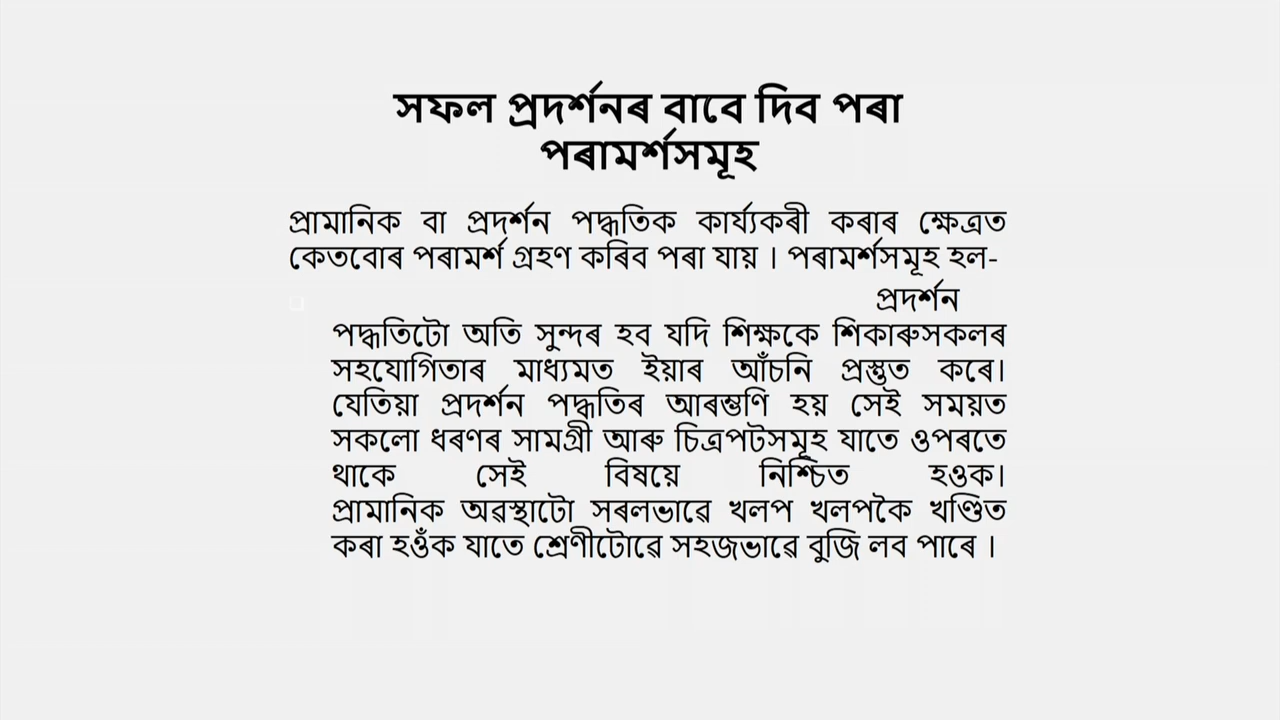 সফল প্ৰদৰ্শনৰ বাবে দিব পৰা
পৰামৰ্শসমূহ
প্ৰামানিক বা প্ৰদৰ্শন পদ্ধতিক কাৰ্য্যকৰী কৰাৰ ক্ষেত্ৰত
কেতবোৰ পৰামৰ্শ গ্ৰহণ কৰিব পৰা যায় । পৰামৰ্শসমূহ হল-
প্ৰদৰ্শন
পদ্ধতিটো অতি সুন্দৰ হব যদি শিক্ষকে শিকাৰুসকলৰ
সহযোগিতাৰ মাধ্যমত ইয়াৰ আঁচনি প্ৰস্তুত কৰে।
যেতিয়া প্ৰদৰ্শন পদ্ধতিৰ আৰম্ভণি হয় সেই সময়ত
সকলো ধৰণৰ সামগ্ৰী আৰু চিত্ৰপটসমূহ যাতে ওপৰতে
থাকে সেই বিষয়ে নিশ্চিত হওক।
প্ৰামানিক অৱস্থাটো সৰলভাৱে খলপ খলপকৈ খণ্ডিত
কৰা হওঁক যাতে শ্ৰেণীটোৱে সহজভাৱে বুজি লব পাৰে ।